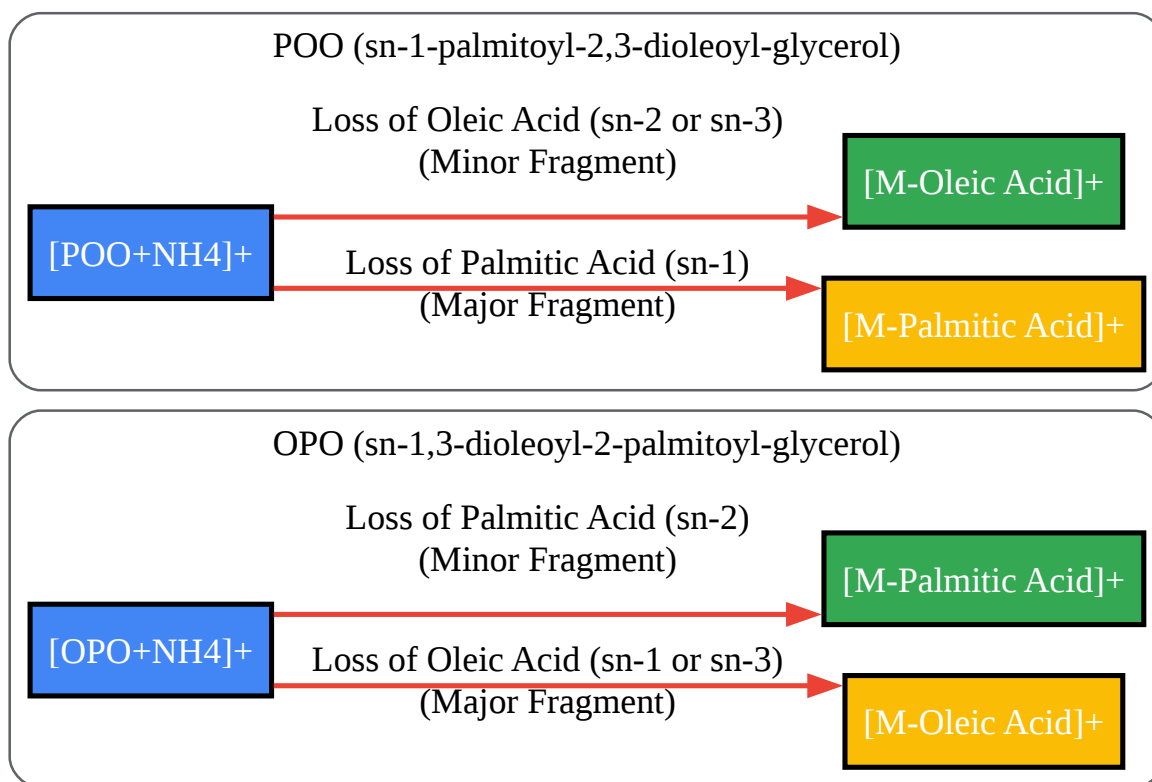 POO (sn-1-palmitoyl-2,3-dioleoyl-glycerol)
Loss of Oleic Acid (sn-2 or sn-3)
(Minor Fragment)
[M-Oleic Acid]+
[POO+NH4]+
Loss of Palmitic Acid (sn-1)
(Major Fragment)
[M-Palmitic Acid]+
OPO (sn-1,3-dioleoyl-2-palmitoyl-glycerol)
Loss of Palmitic Acid (sn-2)
(Minor Fragment)
[M-Palmitic Acid]+
[OPO+NH4]+
Loss of Oleic Acid (sn-1 or sn-3)
(Major Fragment)
[M-Oleic Acid]+